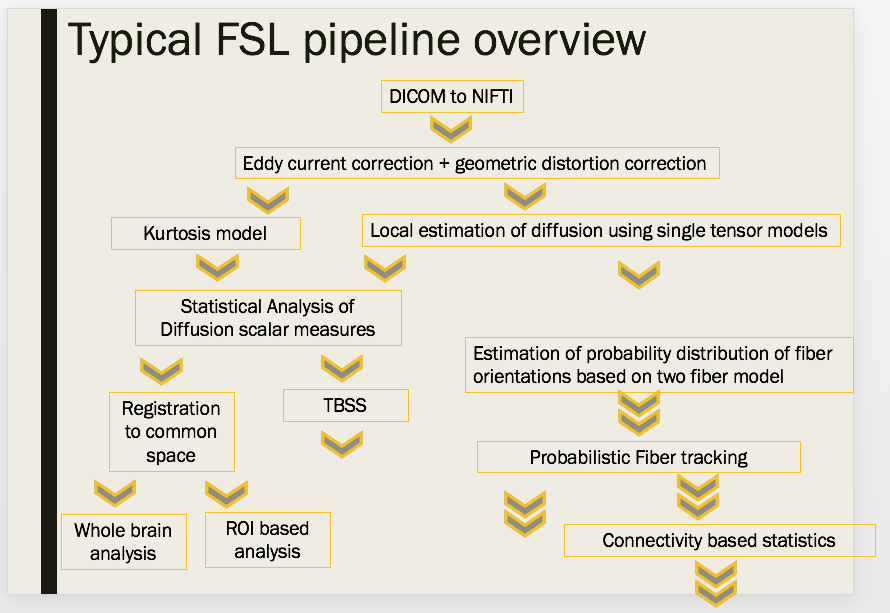 Typical FSL pipeline overview
DICOM to NIFTI
Eddy current correction + geometric distortion correction
Kurtosis model
Local estimation of diffusion using single tensor models
Statistical Analysis of
Diffusion scalar measures
Estimation of probability distribution of fiber
orientations based on two fiber model
Registration
to common
space
TBSS
Probabilistic Fiber tracking
Whole brain
analysis
ROI based
analysis
Connectivity based statistics